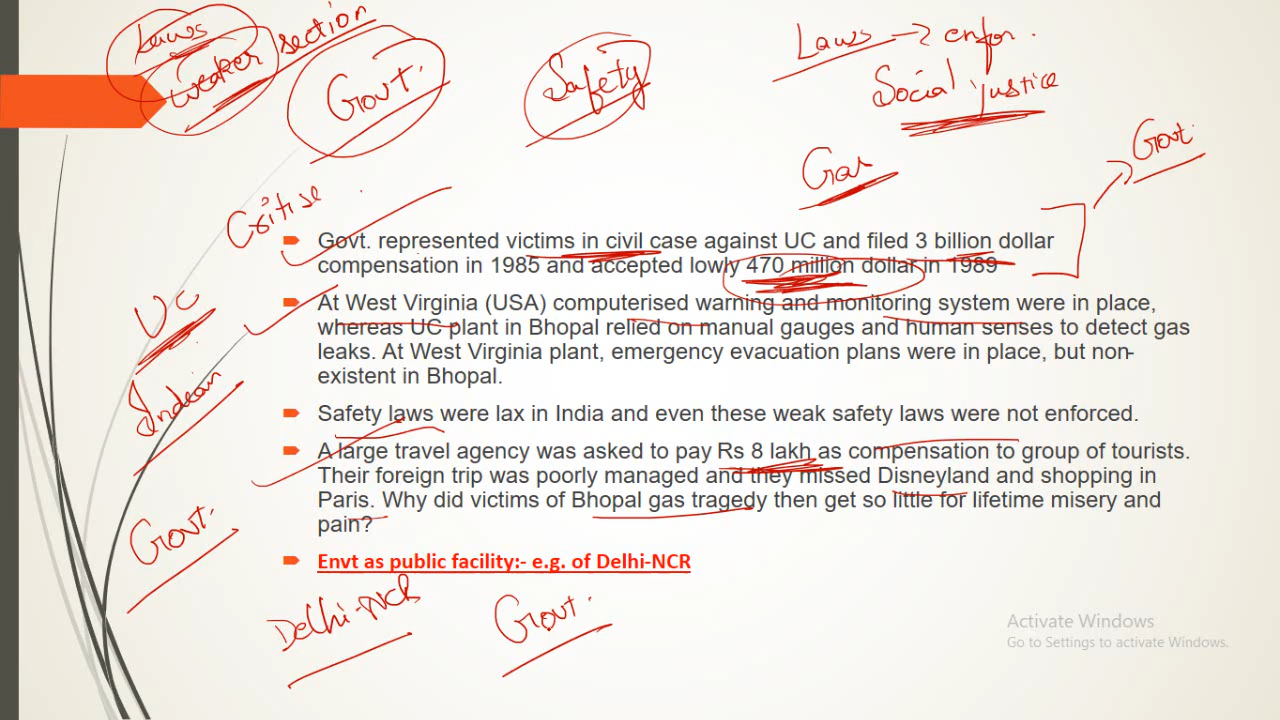 Laws
weaker section
Govt.
Safety
Laws → enfor.
Social justice
Gas
Govt.
Critise
Govt. represented victims in civil case against UC and filed 3 billion dollar
compensation in 1985 and accepted lowly 470 million dollar in 1989
UC
At West Virginia (USA) computerised warning and monitoring system were in place,
whereas UC plant in Bhopal relied on manual gauges and human senses to detect gas
leaks. At West Virginia plant, emergency evacuation plans were in place, but non-
existent in Bhopal.
Indian
Safety laws were lax in India and even these weak safety laws were not enforced.
A large travel agency was asked to pay Rs 8 lakh as compensation to group of tourists.
Their foreign trip was poorly managed and they missed Disneyland and shopping in
Paris. Why did victims of Bhopal gas tragedy then get so little for lifetime misery and
pain?
Govt.
Envt as public facility:- e.g. of Delhi-NCR
Delhi-NCR
Govt.
Activate Windows
Go to Settings to activate Windows.